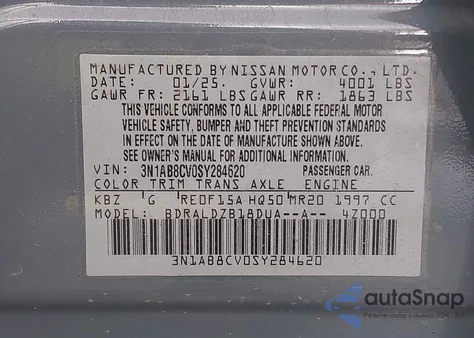 MANUFACTURED BY NISSAN MOTOR CO., LTD.
DATE: 01/25. GVWR: 4001 LBS
GAWR FR: 2161 LBS GAWR RR: 1863 LBS
THIS VEHICLE CONFORMS TO ALL APPLICABLE FEDERAL MOTOR
VEHICLE SAFETY, BUMPER AND THEFT PREVENTION STANDARDS
IN EFFECT ON THE DATE OF MANUFACTURE SHOWN ABOVE.
SEE OWNER'S MANUAL FOR ADDITIONAL INFORMATION.
VIN: 3N1AB8CV0SY284620 PASSENGER CAR.
COLOR TRIM TRANS AXLE ENGINE
KBZ G RE0F15A HQ50 MR20 1997 CC
MODEL: BDRALDZB18DUA--A-- 4Z000
3N1AB8CV0SY284620
autoSnap